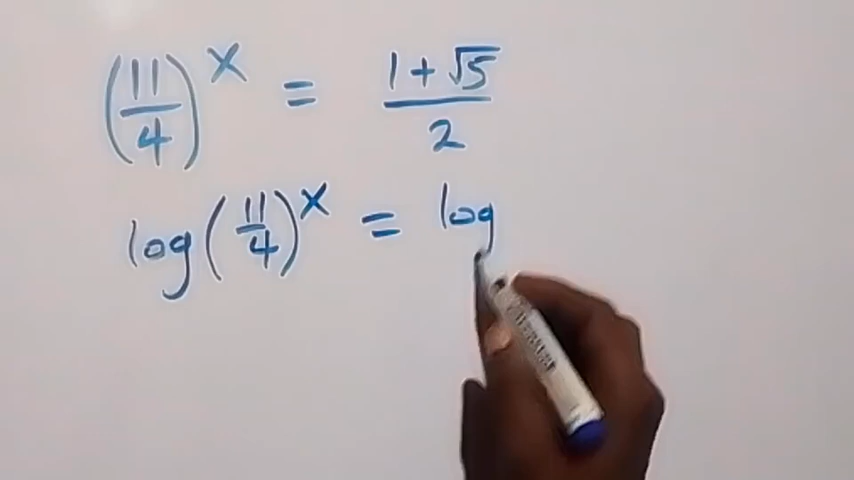 (11/4)^x = (1 + √5)/2
log(11/4)^x = log